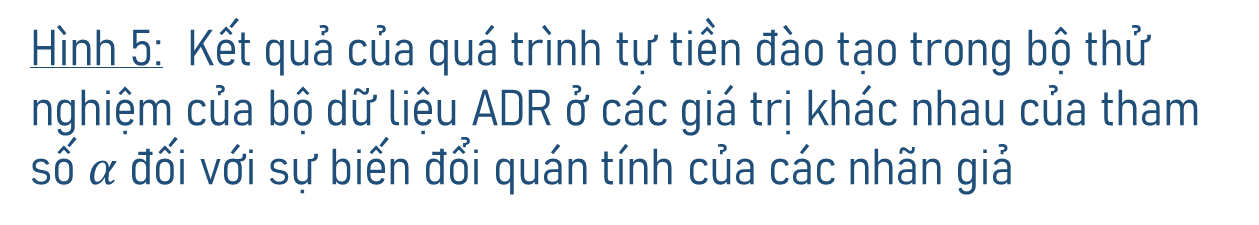 Hình 5: Kết quả của quá trình tự tiền đào tạo trong bộ thử
nghiệm của bộ dữ liệu ADR ở các giá trị khác nhau của tham
số α đối với sự biến đổi quán tính của các nhãn giả